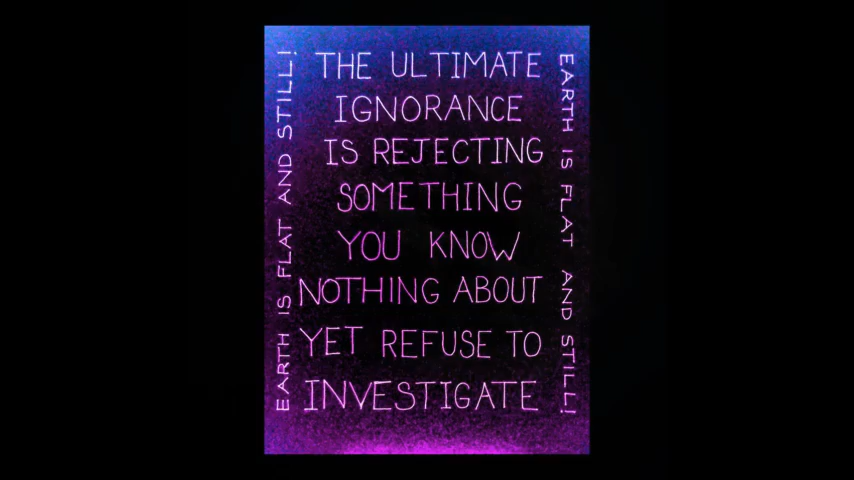 THE ULTIMATE
IGNORANCE
IS REJECTING
SOMETHING
YOU KNOW
NOTHING ABOUT
YET REFUSE TO
INVESTIGATE
EARTH IS FLAT AND STILL!
EARTH IS FLAT AND STILL!